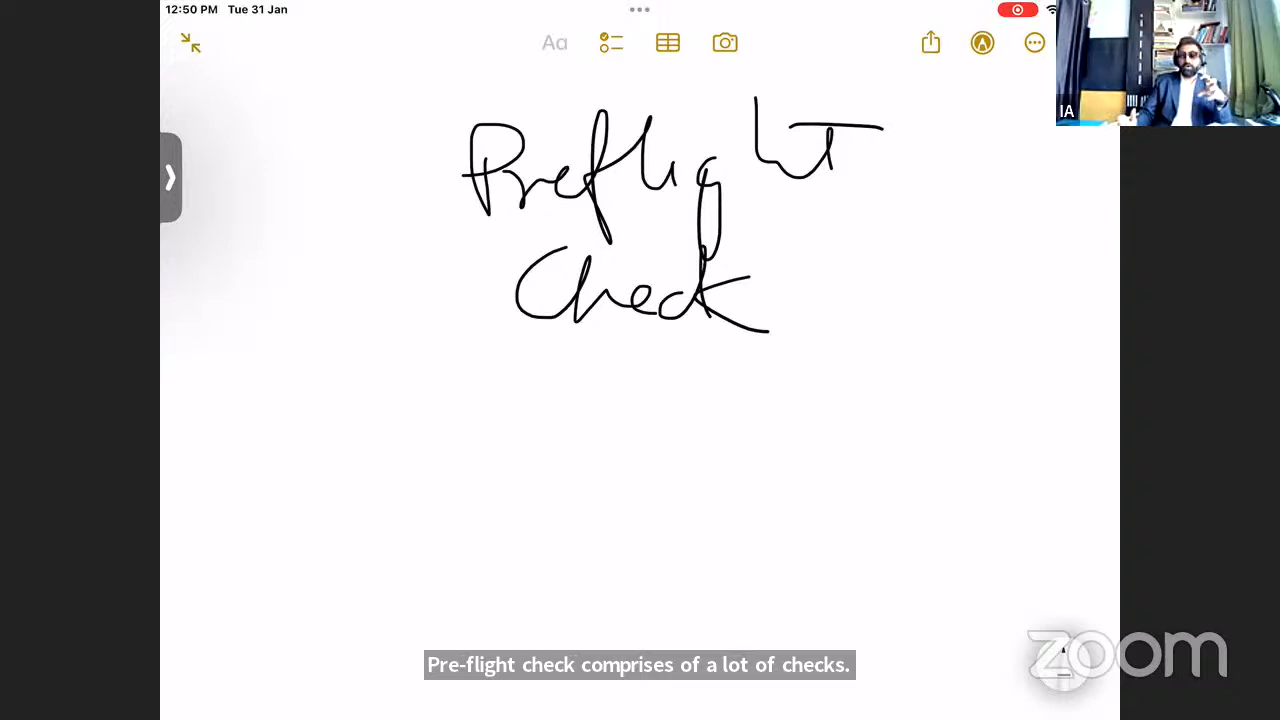 12:50 PM Tue 31 Jan
Aa
IA
Preflight
Check
Pre-flight check comprises of a lot of checks.
zoom